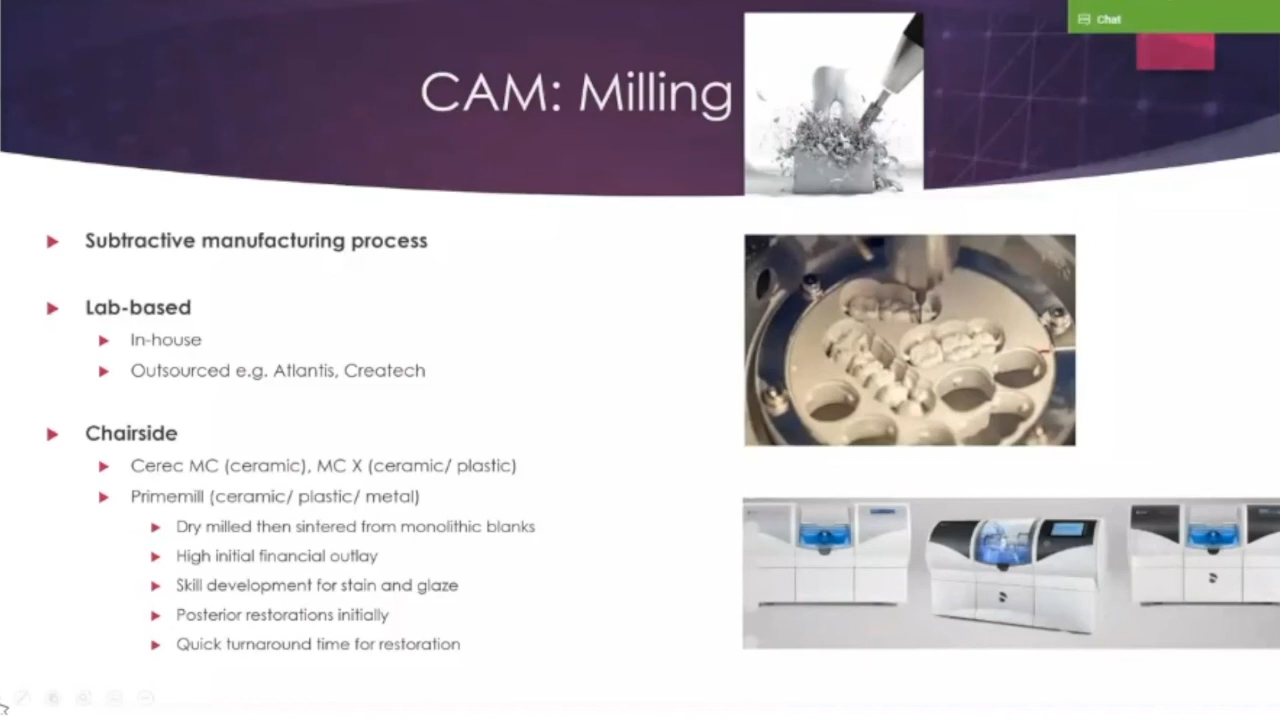 Chat
CAM: Milling
Subtractive manufacturing process
Lab-based
In-house
Outsourced e.g. Atlantis, Createch
Chairside
Cerec MC (ceramic), MC X (ceramic/ plastic)
Primemill (ceramic/ plastic/ metal)
Dry milled then sintered from monolithic blanks
High initial financial outlay
Skill development for stain and glaze
Posterior restorations initially
Quick turnaround time for restoration